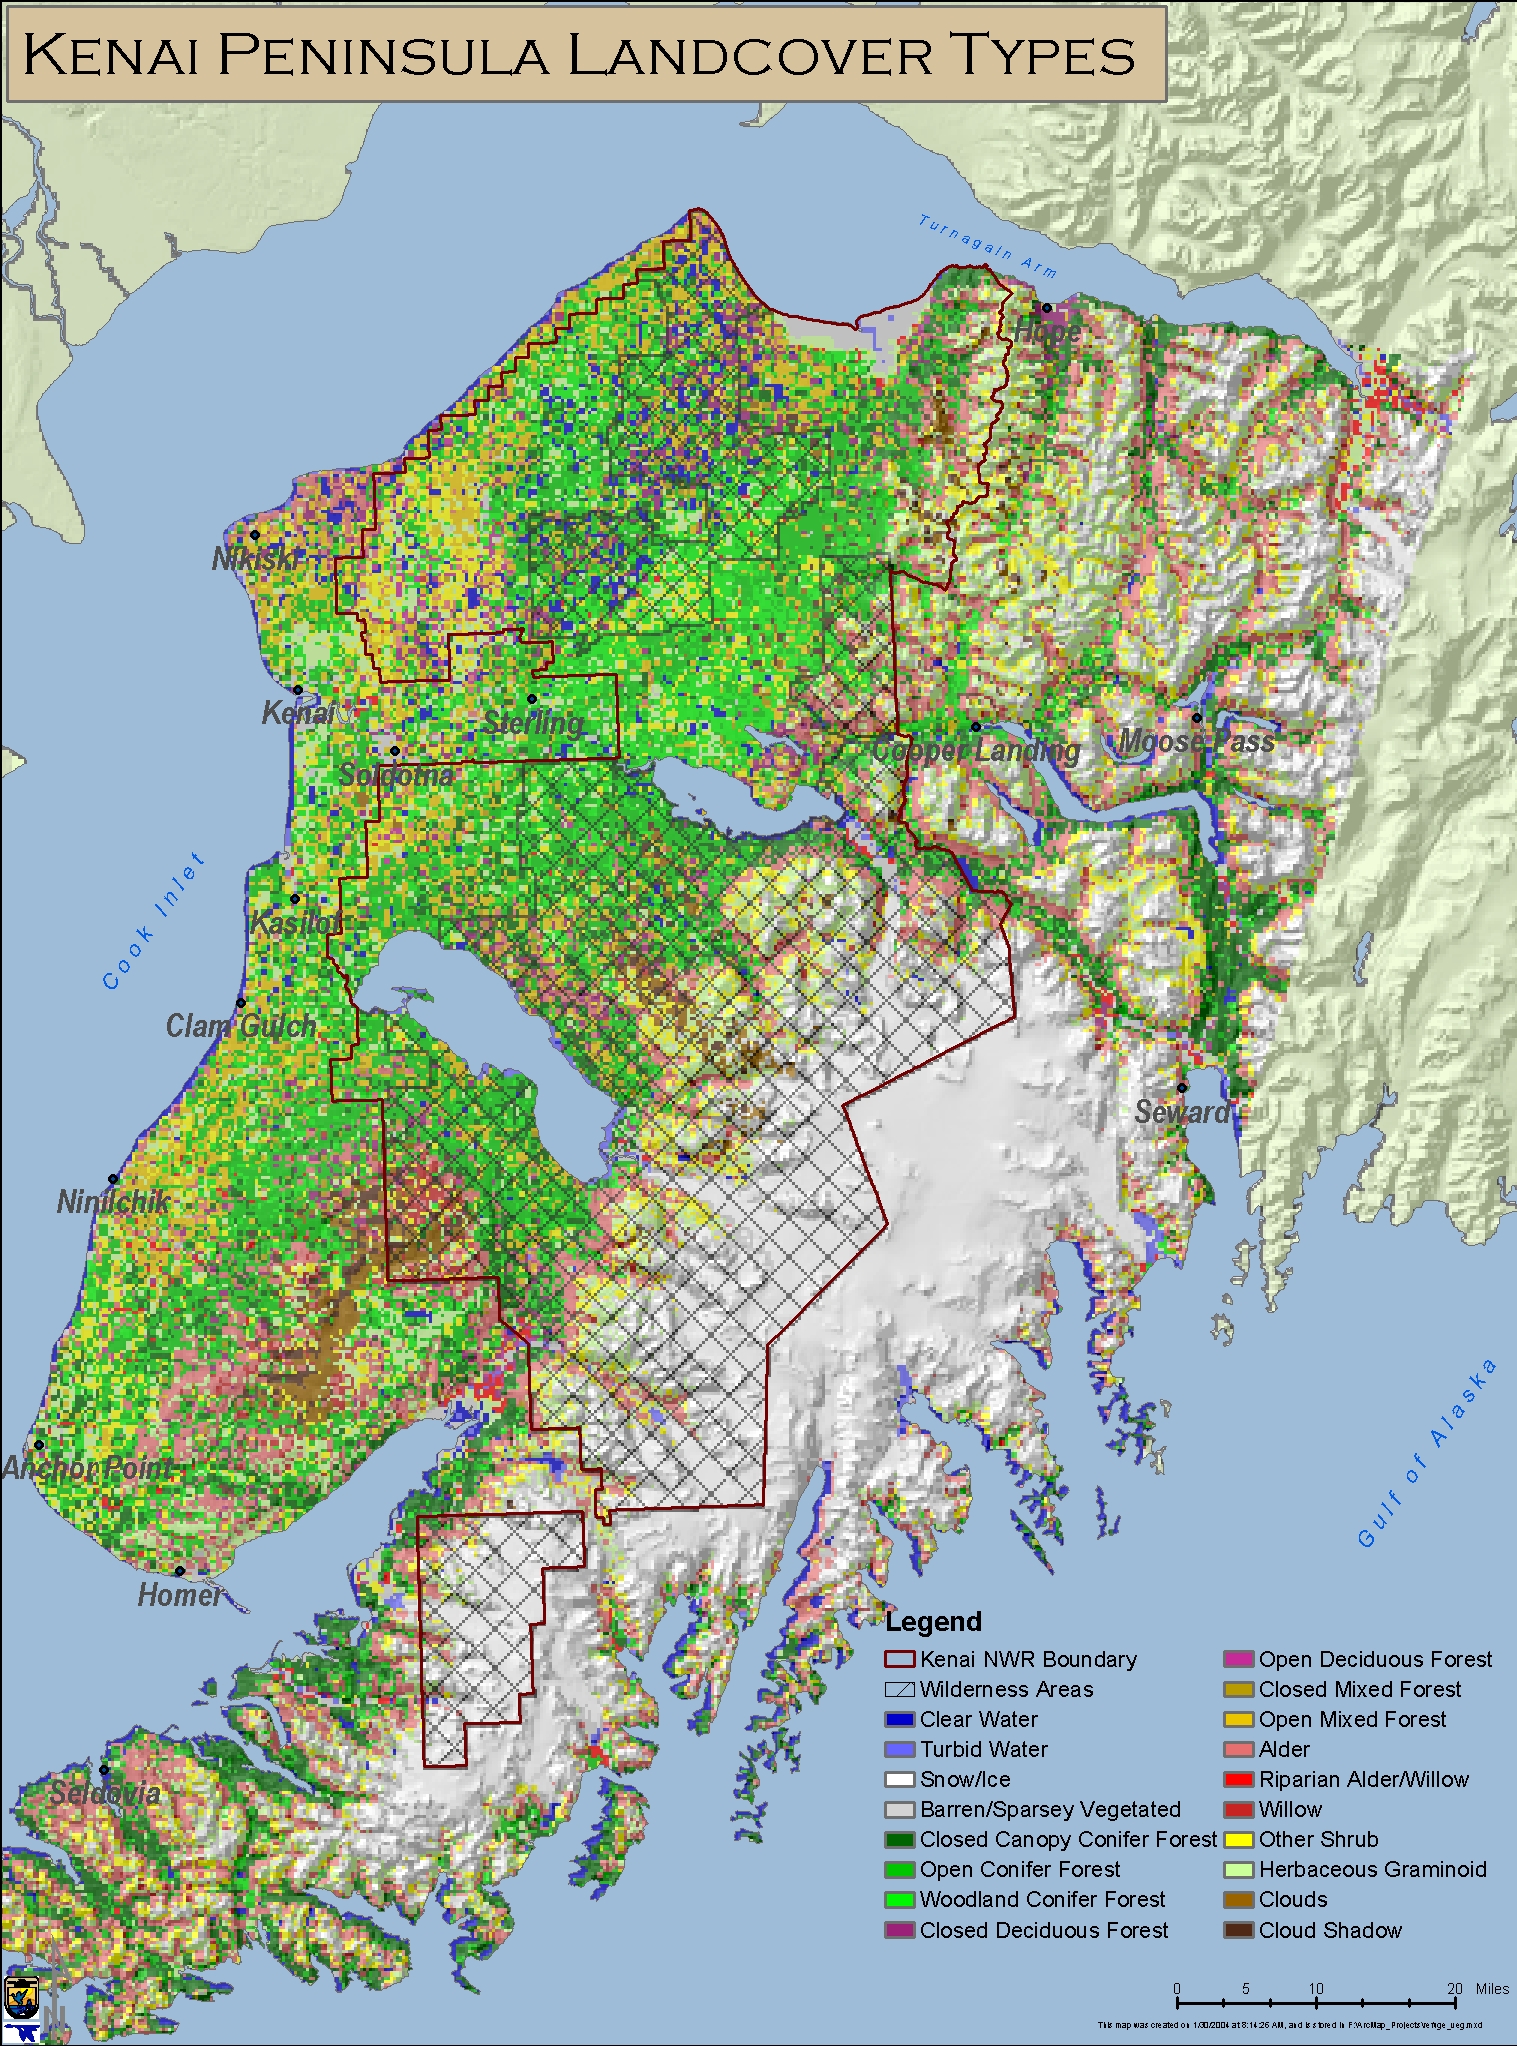 KENAI PENINSULA LANDCOVER TYPES
Turnagain Arm
Hope
Nikiski
Kenai
Sterling
Soldotna
Cooper Landing
Moose Pass
Cook Inlet
Kasilof
Clam Gulch
Seward
Ninilchik
Gulf of Alaska
Anchor Point
Homer
Seldovia
Legend
Kenai NWR Boundary
Wilderness Areas
Clear Water
Turbid Water
Snow/Ice
Barren/Sparsey Vegetated
Closed Canopy Conifer Forest
Open Conifer Forest
Woodland Conifer Forest
Closed Deciduous Forest
Open Deciduous Forest
Closed Mixed Forest
Open Mixed Forest
Alder
Riparian Alder/Willow
Willow
Other Shrub
Herbaceous Graminoid
Clouds
Cloud Shadow
N
0 5 10 20 Miles
This map was created on 1/30/2004 at 8:14:26 AM, and is stored in